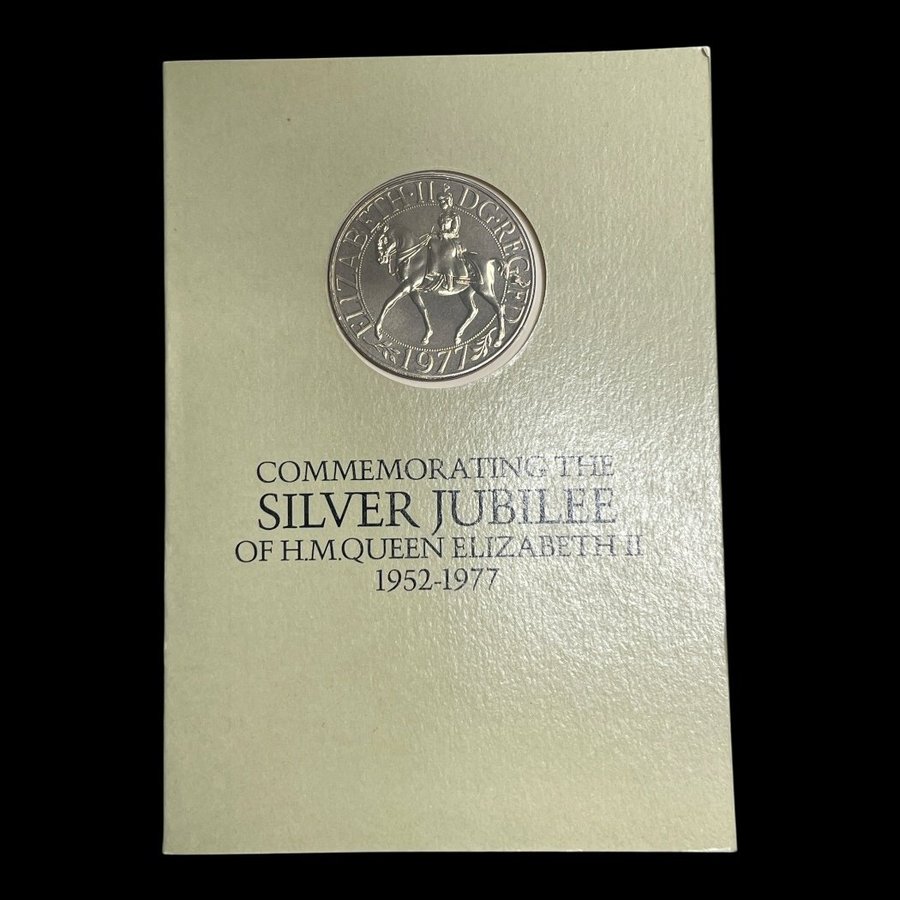 ELIZABETH·II DG·REG FD
1977
COMMEMORATING THE
SILVER JUBILEE
OF H.M.QUEEN ELIZABETH II
1952-1977